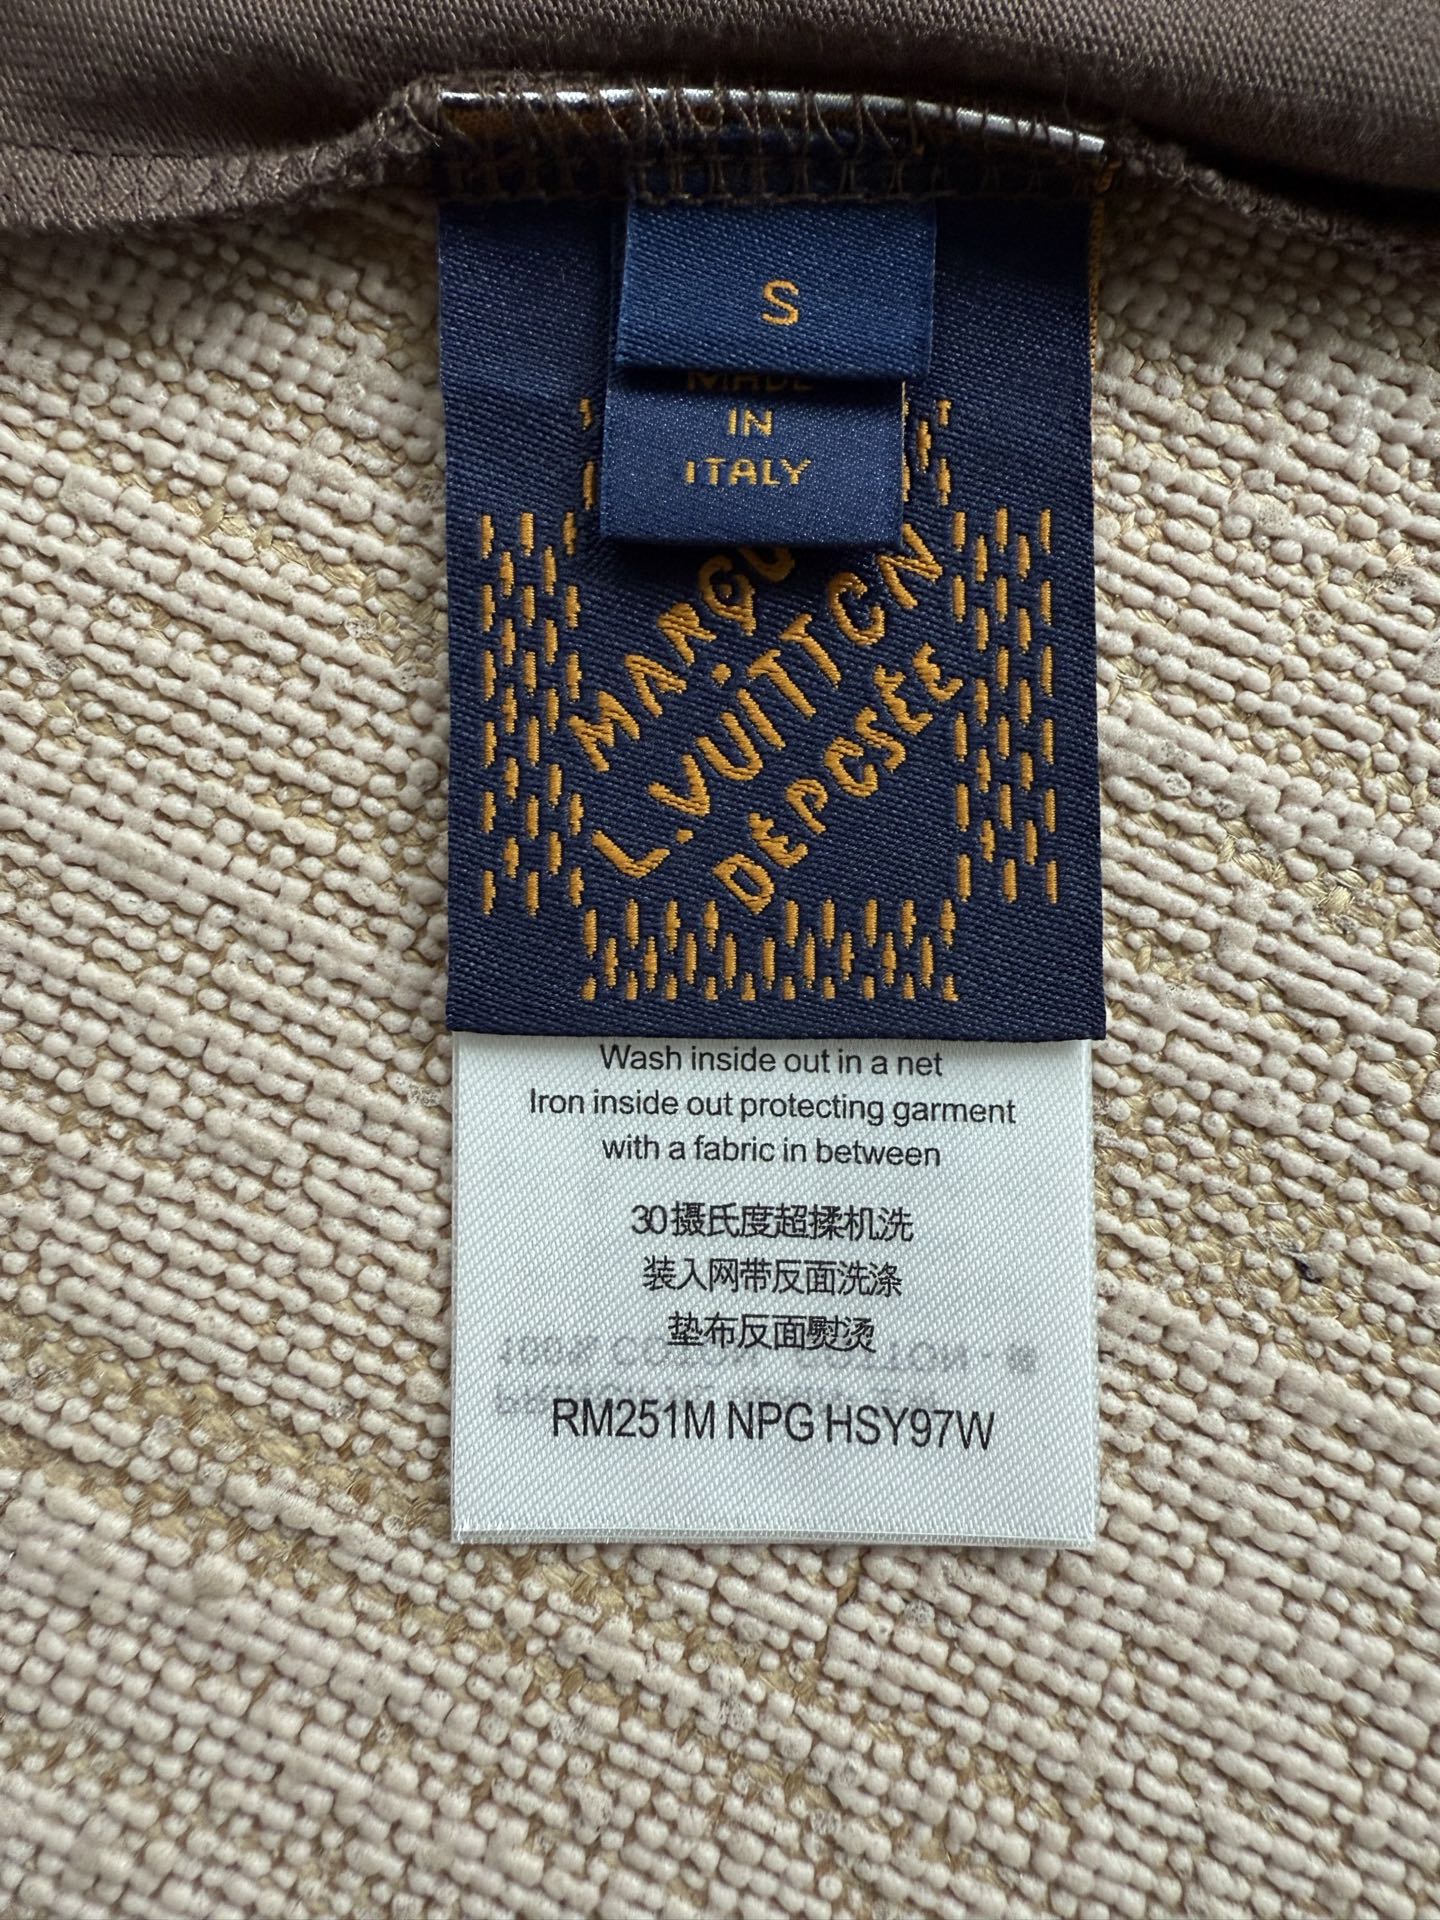 S
MADE
IN
ITALY
L.VUITTON
DÉPOSÉE
Wash inside out in a net
Iron inside out protecting garment
with a fabric in between
30摄氏度超揉机洗
装入网带反面洗涤
垫布反面熨烫
RM251M NPG HSY97W